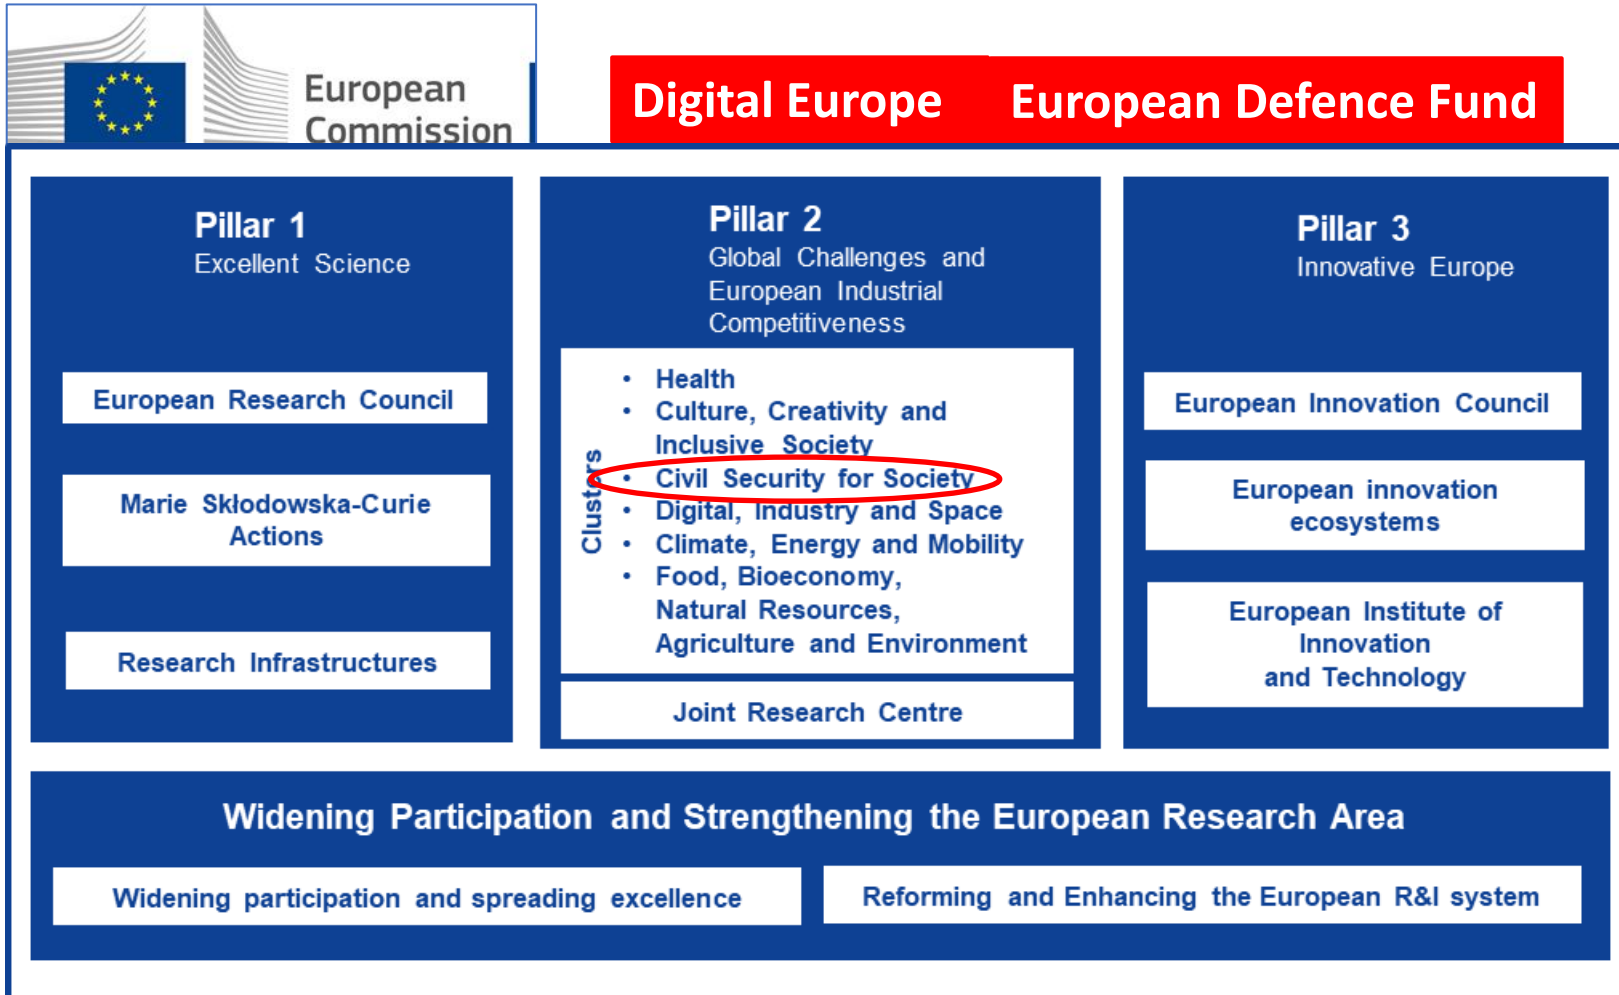 European
Commission
Digital Europe
European Defence Fund
Pillar 1
Excellent Science
European Research Council
Marie Skłodowska-Curie
Actions
Research Infrastructures
Pillar 2
Global Challenges and
European Industrial
Competitiveness
Clusters
• Health
• Culture, Creativity and
Inclusive Society
• Civil Security for Society
• Digital, Industry and Space
• Climate, Energy and Mobility
• Food, Bioeconomy,
Natural Resources,
Agriculture and Environment
Joint Research Centre
Pillar 3
Innovative Europe
European Innovation Council
European innovation
ecosystems
European Institute of
Innovation
and Technology
Widening Participation and Strengthening the European Research Area
Widening participation and spreading excellence
Reforming and Enhancing the European R&I system